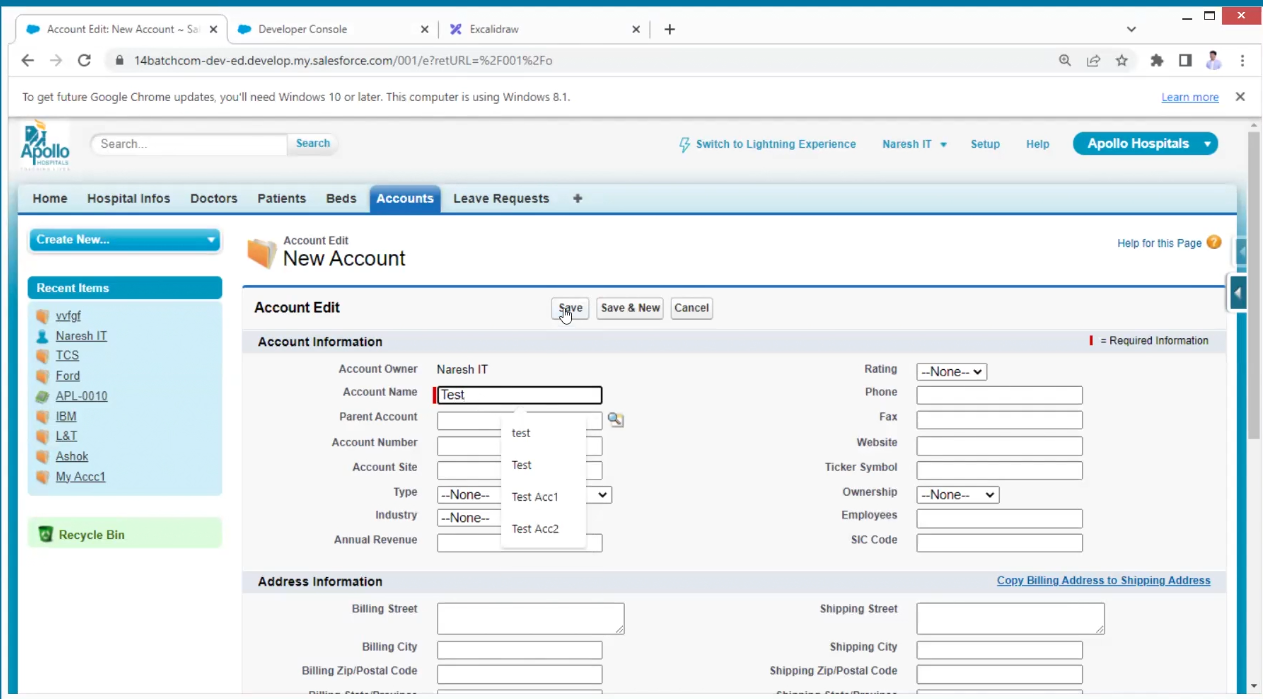 Account Edit: New Account ~ Sal
Developer Console
Excalidraw
14batchcom-dev-ed.develop.my.salesforce.com/001/e?retURL=%2F001%2Fo
To get future Google Chrome updates, you'll need Windows 10 or later. This computer is using Windows 8.1.
Learn more
Apollo
HOSPITALS
Search...
Search
Switch to Lightning Experience
Naresh IT
Setup
Help
Apollo Hospitals
Home
Hospital Infos
Doctors
Patients
Beds
Accounts
Leave Requests
Create New...
Recent Items
vvfgf
Naresh IT
TCS
Ford
APL-0010
IBM
L&T
Ashok
My Accc1
Recycle Bin
Account Edit
New Account
Help for this Page
Account Edit
Save
Save & New
Cancel
Account Information
= Required Information
Account Owner Naresh IT
Account Name Test
Parent Account
Account Number
Account Site
Type --None--
Industry --None--
Annual Revenue
test
Test
Test Acc1
Test Acc2
Rating --None--
Phone
Fax
Website
Ticker Symbol
Ownership --None--
Employees
SIC Code
Address Information
Copy Billing Address to Shipping Address
Billing Street
Billing City
Billing Zip/Postal Code
Billing State/Province
Shipping Street
Shipping City
Shipping Zip/Postal Code
Shipping State/Province